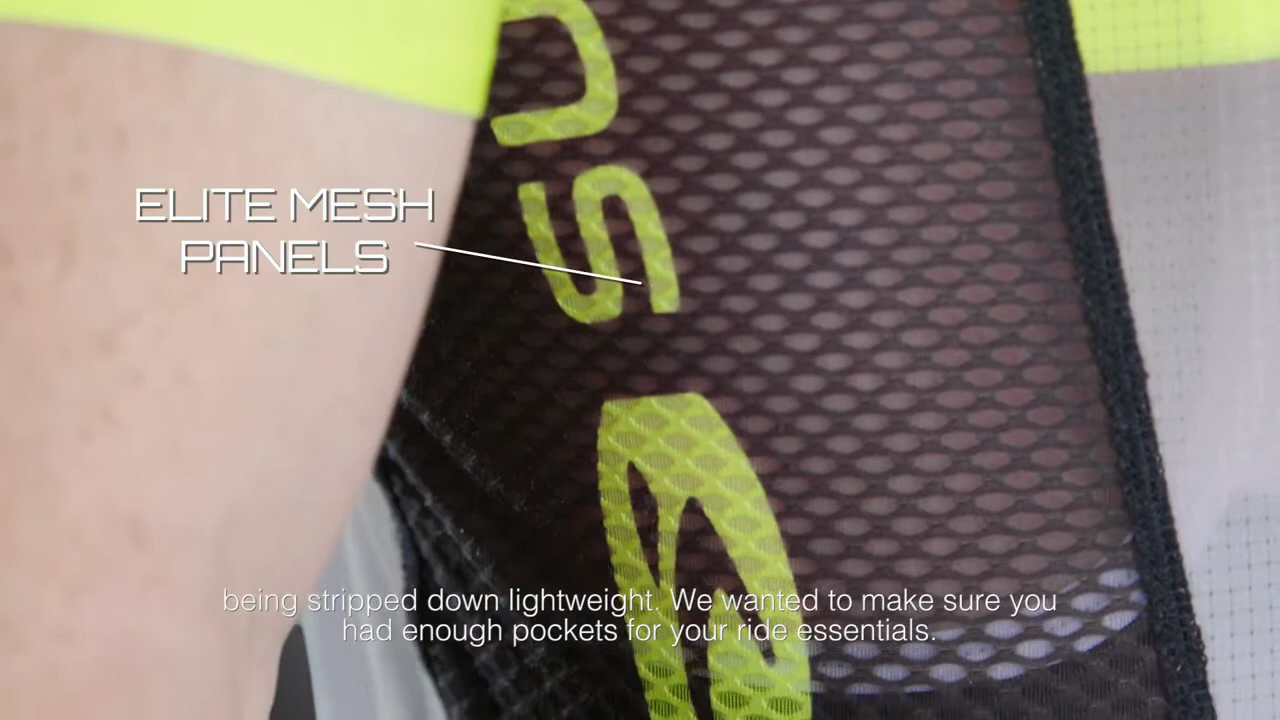 ELITE MESH
PANELS
being stripped down lightweight. We wanted to make sure you
had enough pockets for your ride essentials.